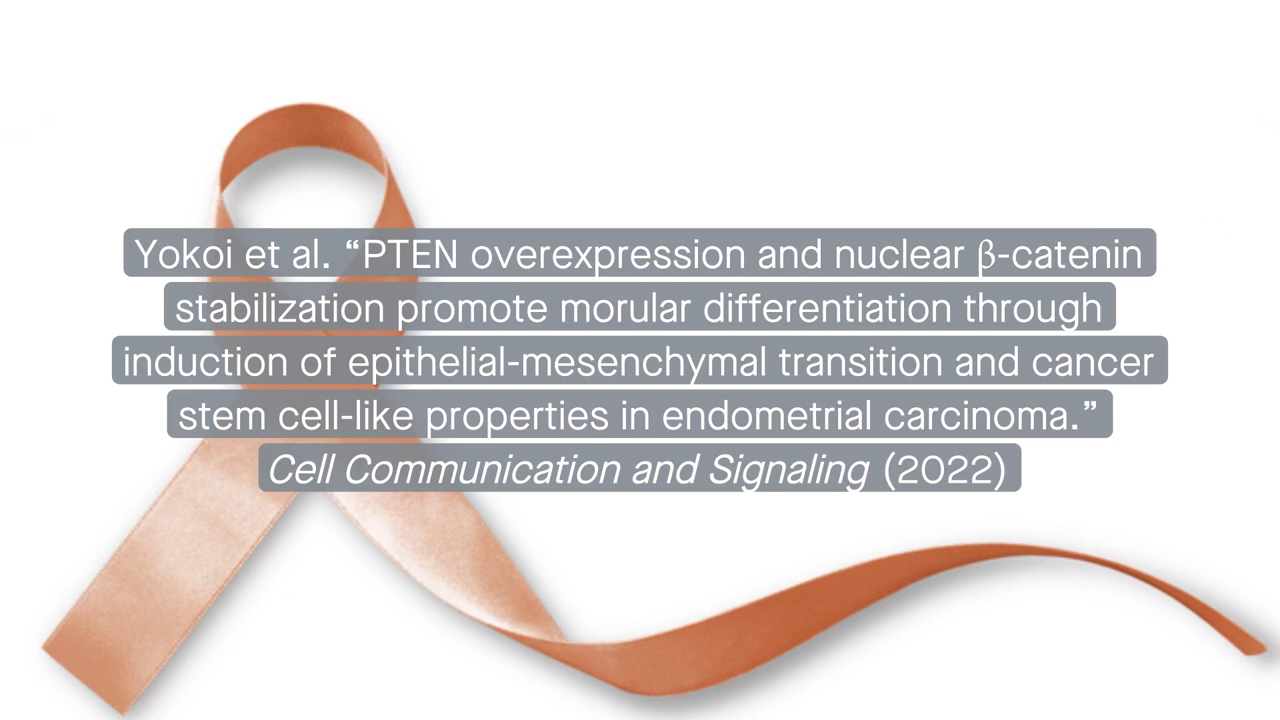 Yokoi et al. “PTEN overexpression and nuclear β-catenin
stabilization promote morular differentiation through
induction of epithelial-mesenchymal transition and cancer
stem cell-like properties in endometrial carcinoma.”
Cell Communication and Signaling (2022)